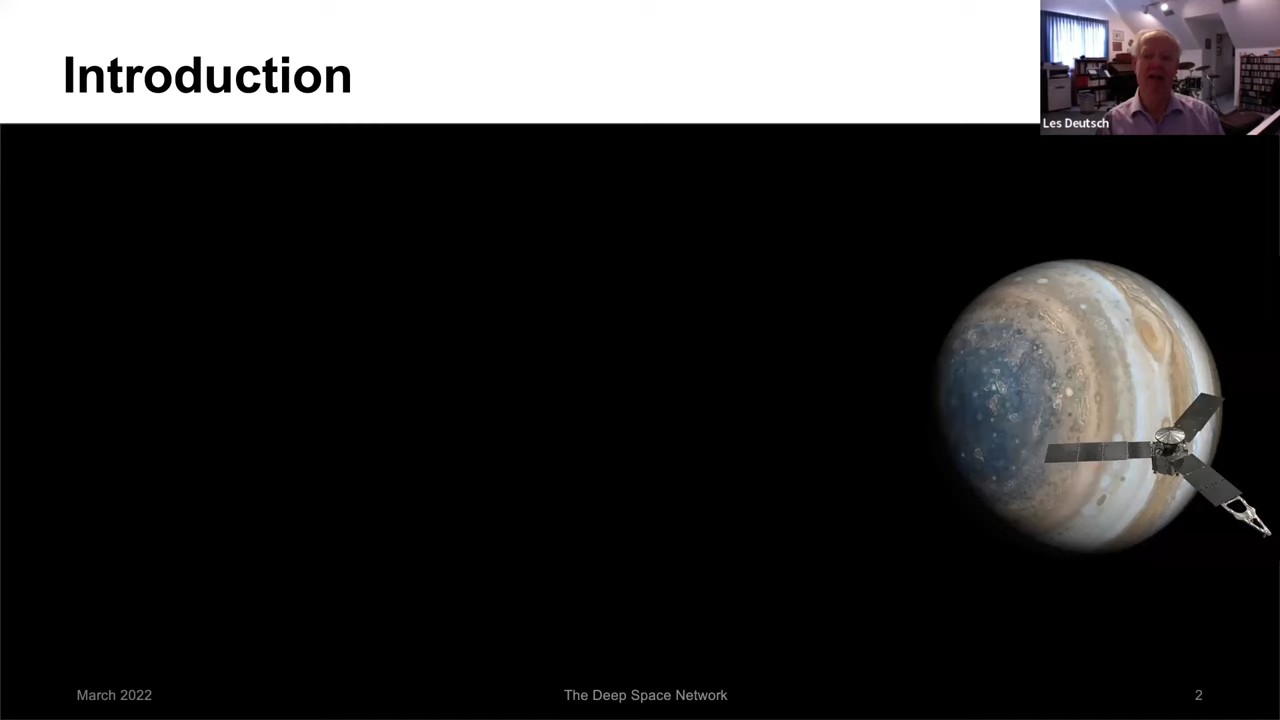 Introduction
Les Deutsch
March 2022
The Deep Space Network
2